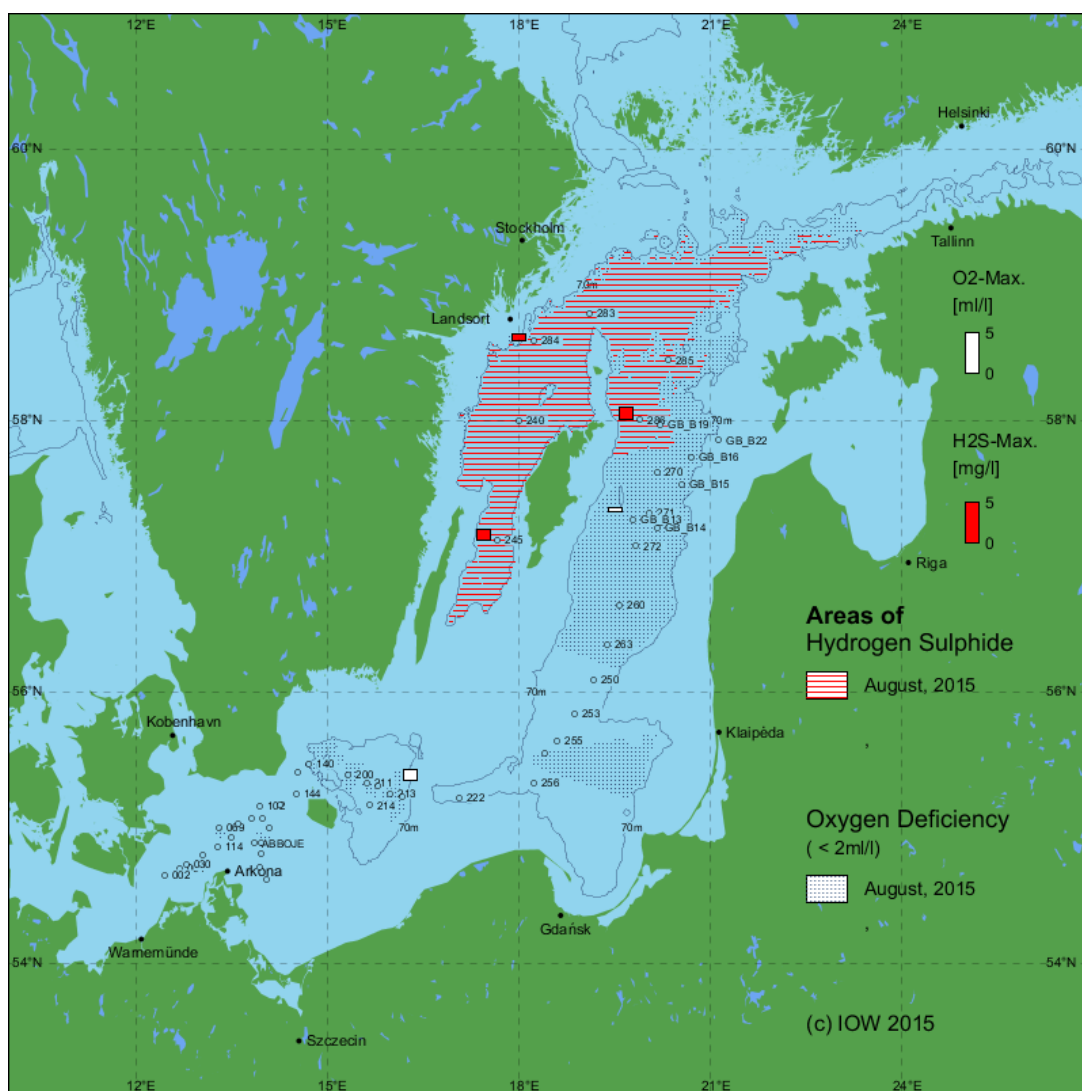 12°E 15°E 18°E 21°E 24°E
Helsinki
60°N 60°N
Stockholm
Tallinn
O2-Max.
[ml/l]
5
0
70m
283
Landsort
284
285
58°N 58°N
240
286
70m
GB_B19
GB_B22
H2S-Max.
[mg/l]
5
0
GB_B16
270
GB_B15
271
GB_B13
GB_B14
245
272
Riga
260
Areas of
Hydrogen Sulphide
263
August, 2015
250
56°N 70m 56°N
253
Kobenhavn
Klaipėda
,
255
140
200
211
256
144
213
222
214
102
70m 70m
Oxygen Deficiency
( < 2ml/l)
069
ABBOJE
114
030
002
Arkona
August, 2015
Gdańsk
,
Warnemünde
54°N 54°N
(c) IOW 2015
Szczecin
12°E 15°E 18°E 21°E 24°E